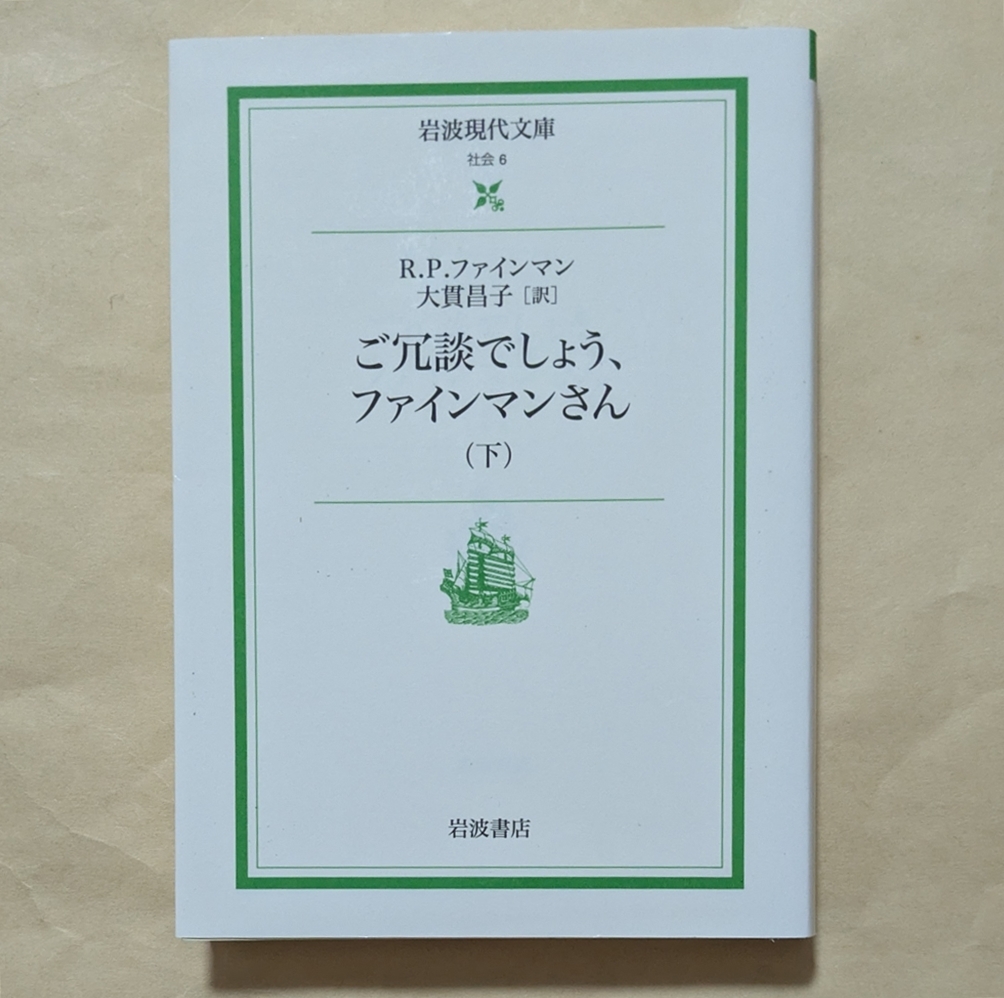 岩波現代文庫
社会 6
R.P.ファインマン
大貫昌子［訳］
ご冗談でしょう、
ファインマンさん
（下）
岩波書店